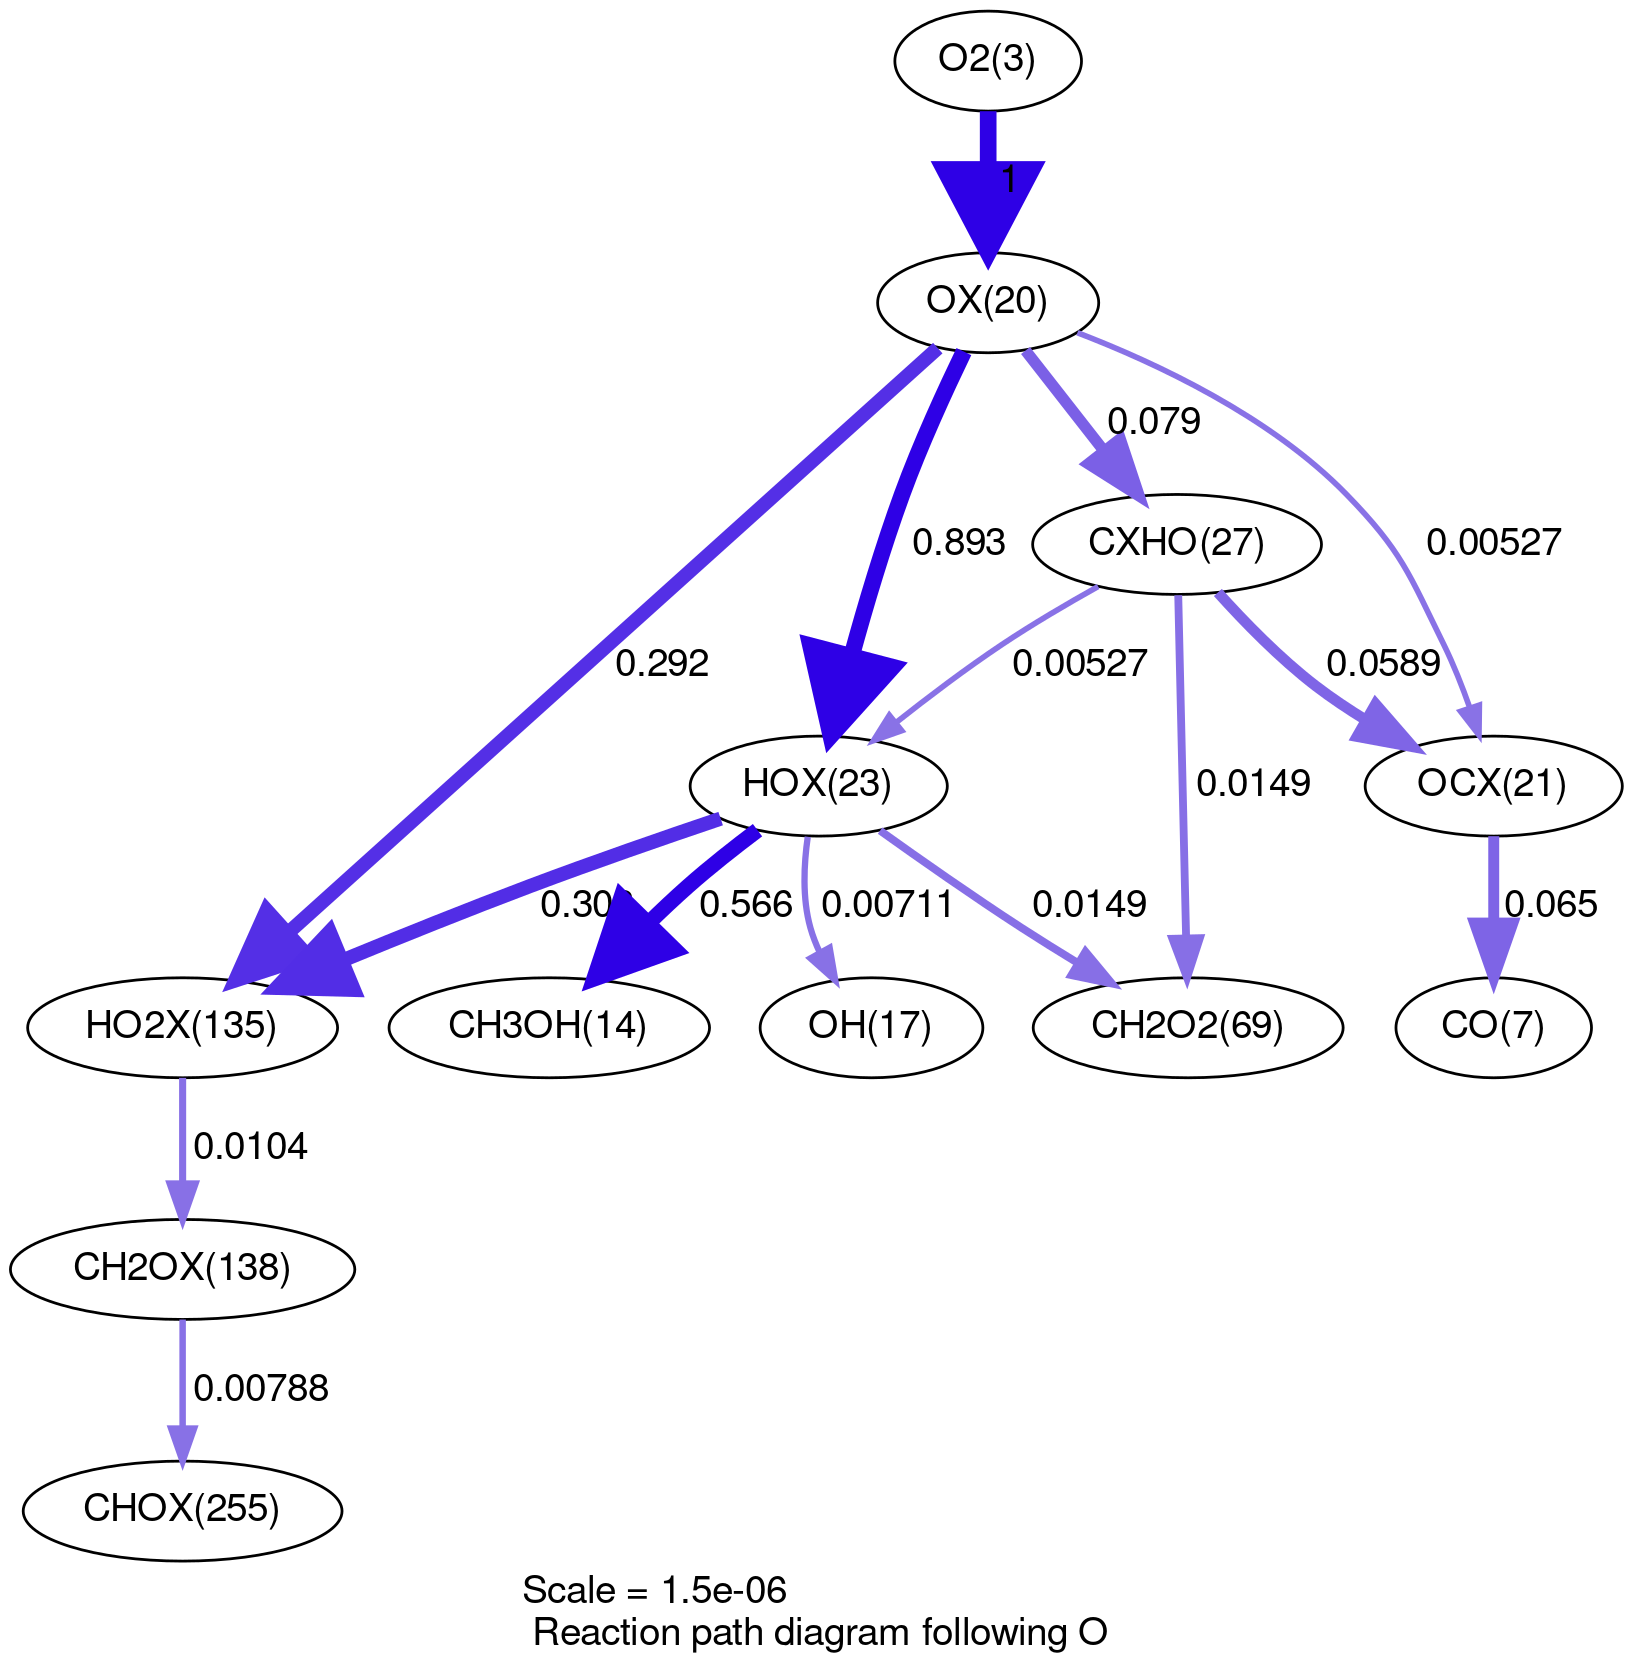 O2(3)
1
OX(20)
0.079
0.893
CXHO(27)
0.00527
0.292
0.00527
0.0589
HOX(23)
0.0149
OCX(21)
0.566
0.00711
0.0149
0.065
HO2X(135)
CH3OH(14)
OH(17)
CH2O2(69)
CO(7)
0.0104
CH2OX(138)
0.00788
CHOX(255)
Scale = 1.5e-06
Reaction path diagram following O